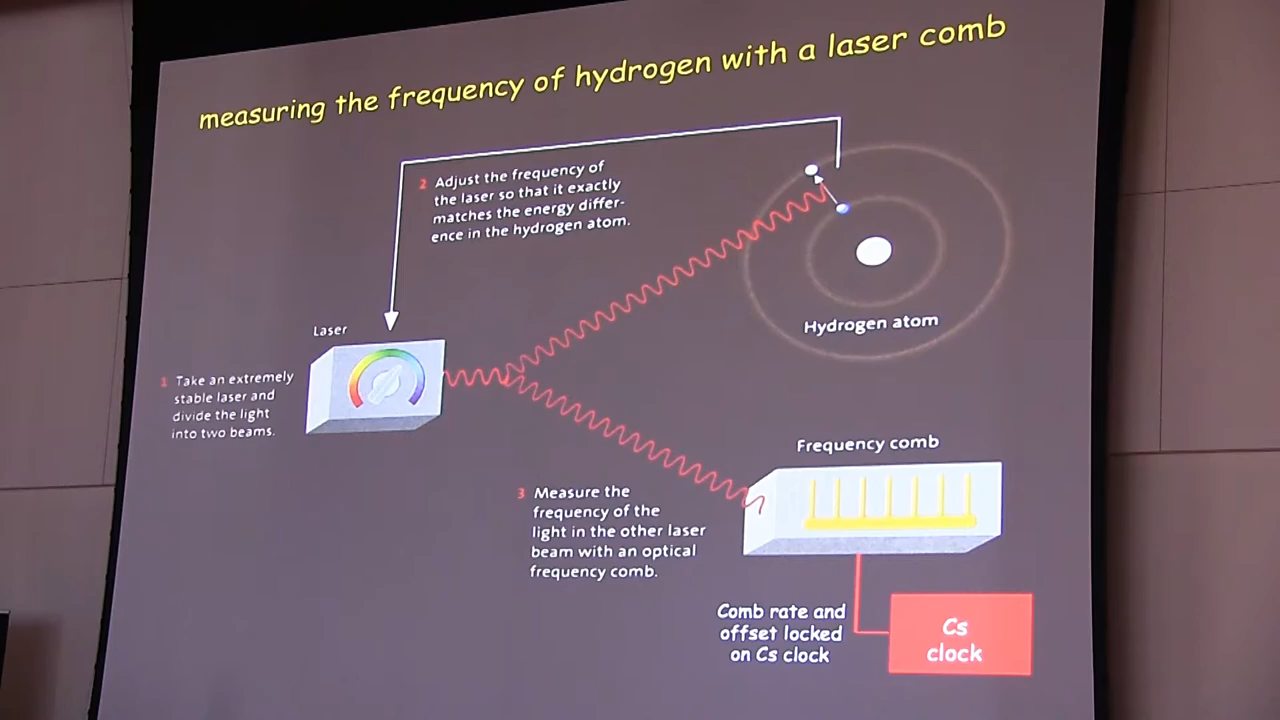 measuring the frequency of hydrogen with a laser comb
2 Adjust the frequency of
the laser so that it exactly
matches the energy differ-
ence in the hydrogen atom.
Hydrogen atom
Laser
1 Take an extremely
stable laser and
divide the light
into two beams.
Frequency comb
3 Measure the
frequency of the
light in the other laser
beam with an optical
frequency comb.
Comb rate and
offset locked
on Cs clock
Cs
clock